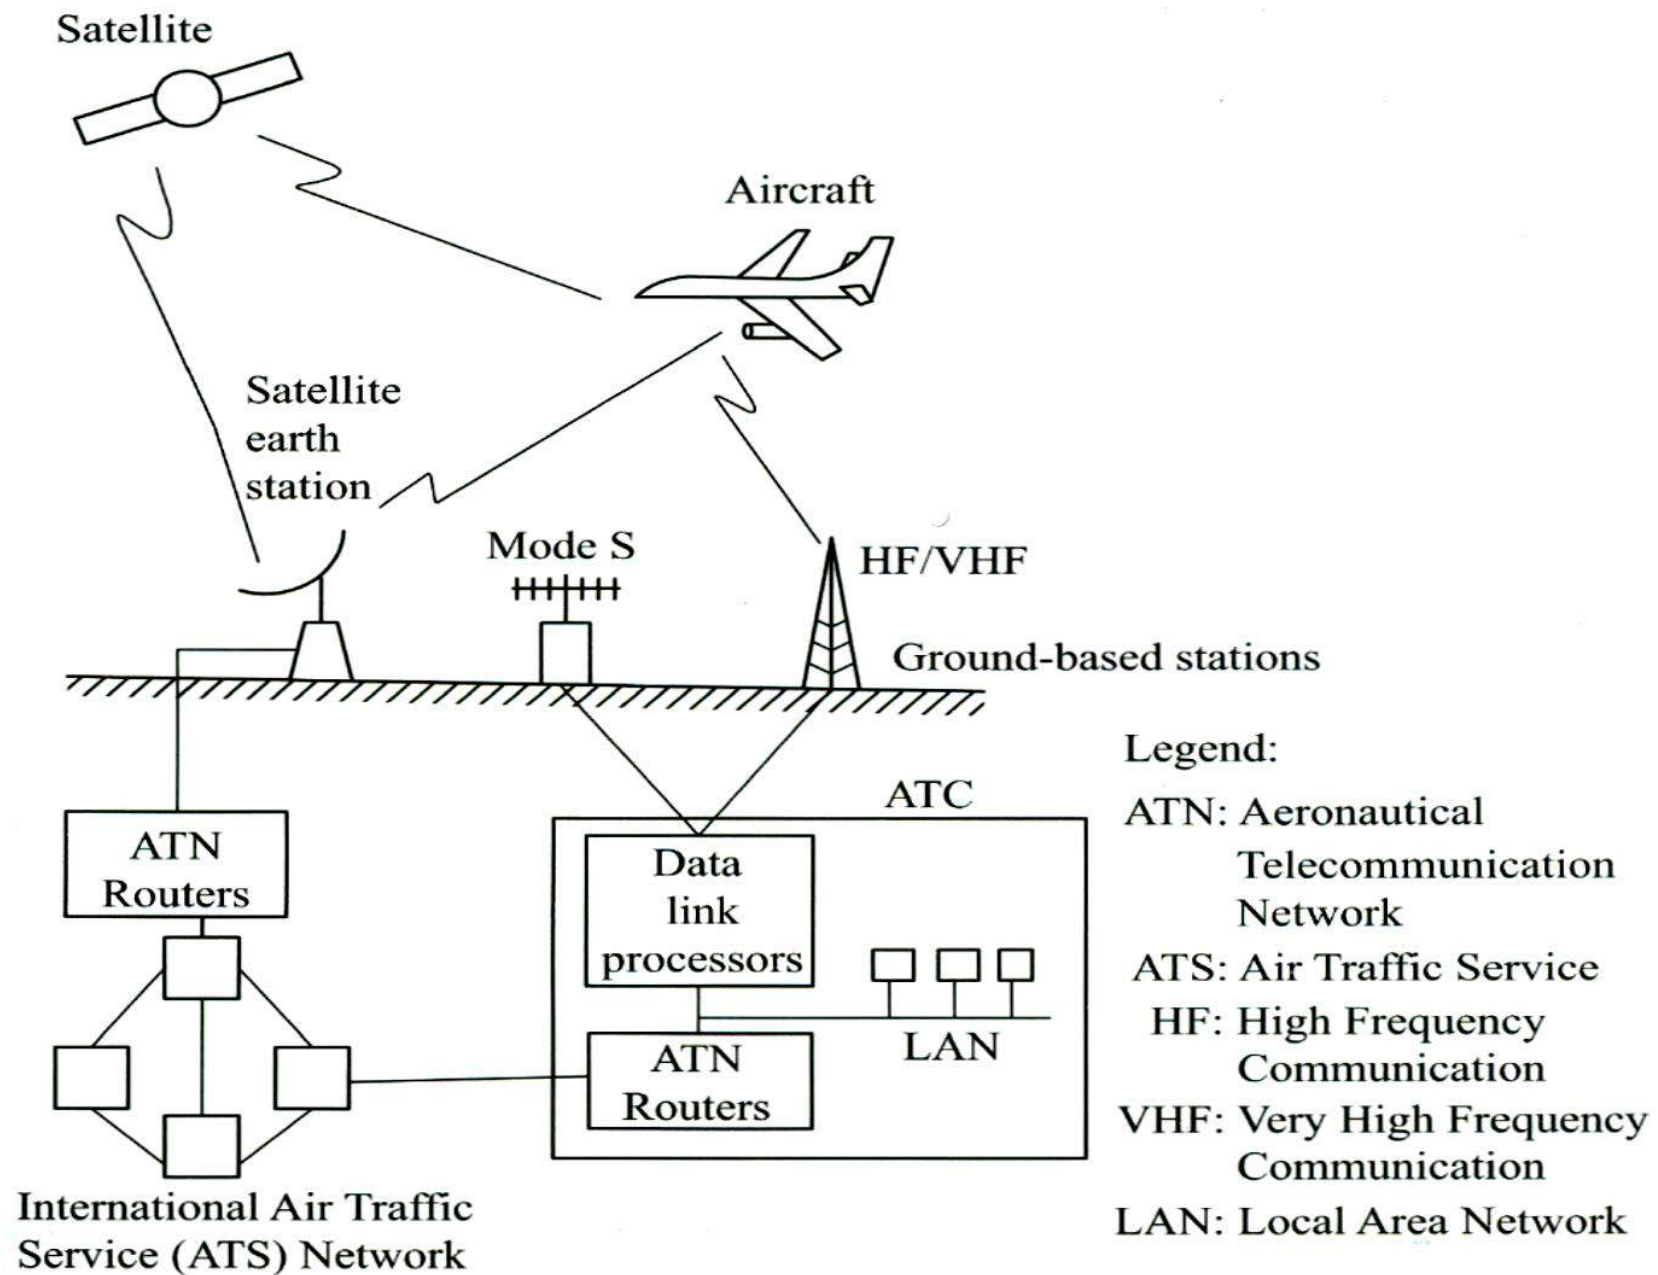 Satellite
Aircraft
Satellite
earth
station
Mode S
HF/VHF
Ground-based stations
Legend:
ATC
ATN: Aeronautical
Telecommunication
Network
ATN
Routers
Data
link
processors
ATS: Air Traffic Service
HF: High Frequency
Communication
LAN
ATN
Routers
VHF: Very High Frequency
Communication
International Air Traffic
Service (ATS) Network
LAN: Local Area Network